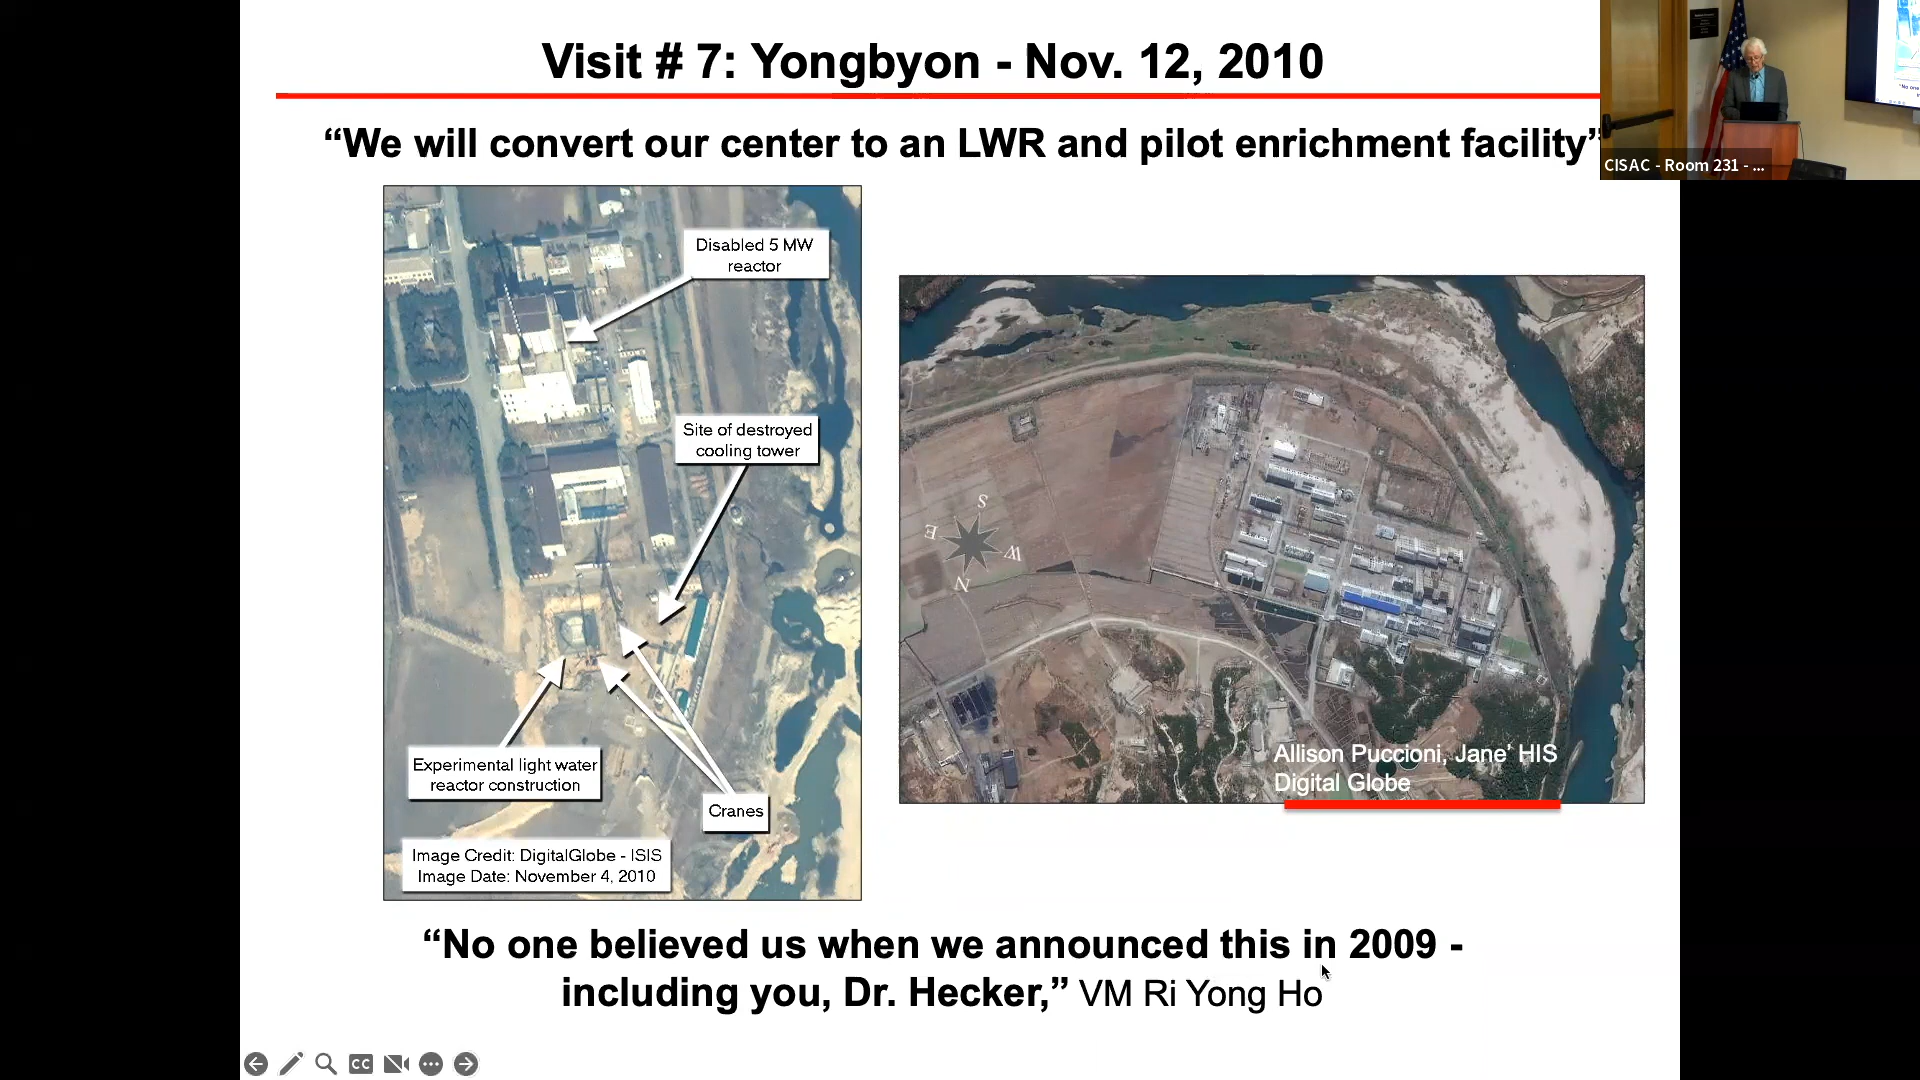 Visit # 7: Yongbyon - Nov. 12, 2010
“We will convert our center to an LWR and pilot enrichment facility”
CISAC - Room 231 - ...
Disabled 5 MW
reactor
Site of destroyed
cooling tower
Experimental light water
reactor construction
Cranes
Image Credit: DigitalGlobe - ISIS
Image Date: November 4, 2010
S
E
W
N
Allison Puccioni, Jane' HIS
Digital Globe
“No one believed us when we announced this in 2009 -
including you, Dr. Hecker,” VM Ri Yong Ho
CC